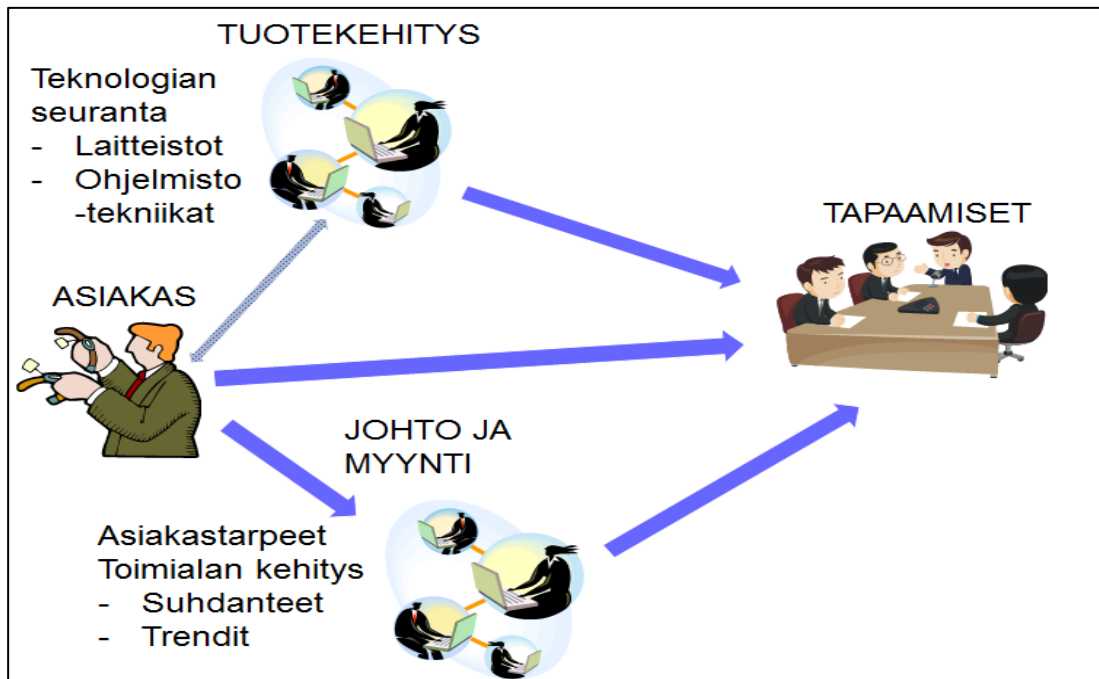 TUOTEKEHITYS
Teknologian
seuranta
- Laitteistot
- Ohjelmisto
-tekniikat
TAPAAMISET
ASIAKAS
JOHTO JA
MYYNTI
Asiakastarpeet
Toimialan kehitys
- Suhdanteet
- Trendit